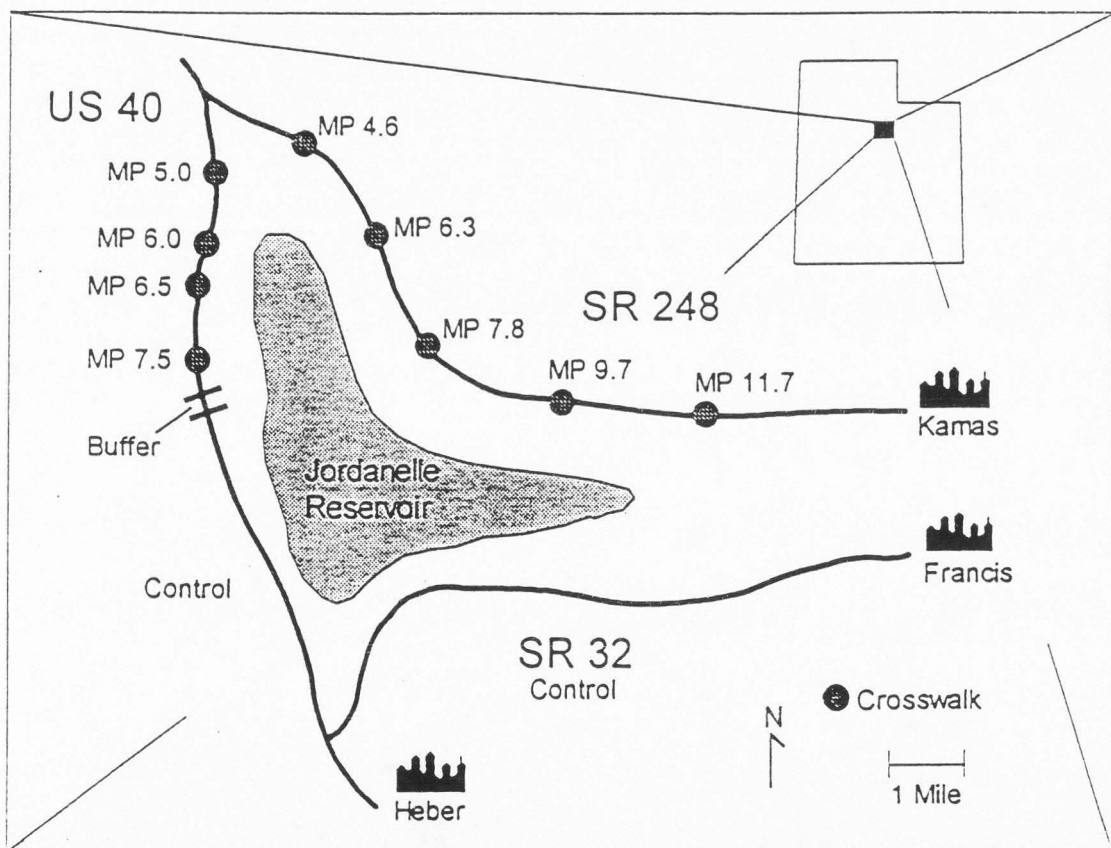 US 40
MP 4.6
MP 5.0
MP 6.0
MP 6.3
MP 6.5
SR 248
MP 7.8
MP 7.5
MP 9.7
MP 11.7
Buffer
Kamas
Jordanelle
Reservoir
Control
Francis
SR 32
Control
N
Crosswalk
1 Mile
Heber